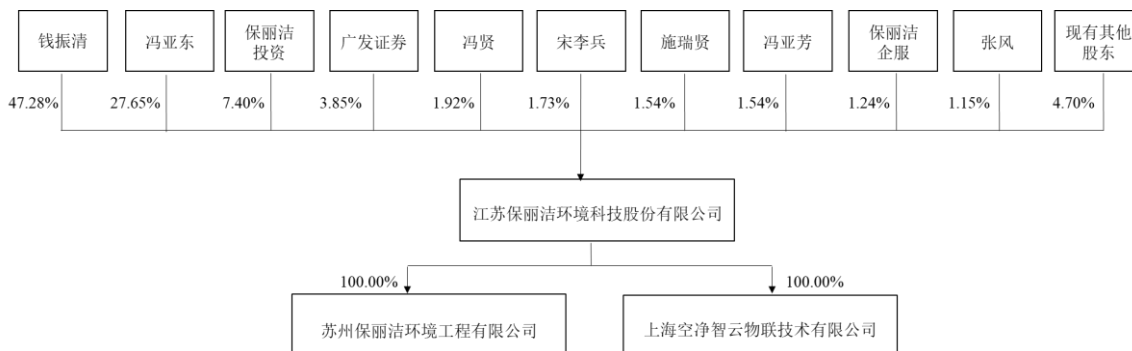 钱振清
冯亚东
保丽洁
投资
广发证券
冯贤
宋李兵
施瑞贤
冯亚芳
保丽洁
企服
张风
现有其他
股东
47.28%
27.65%
7.40%
3.85%
1.92%
1.73%
1.54%
1.54%
1.24%
1.15%
4.70%
江苏保丽洁环境科技股份有限公司
100.00%
100.00%
苏州保丽洁环境工程有限公司
上海空净智云物联技术有限公司